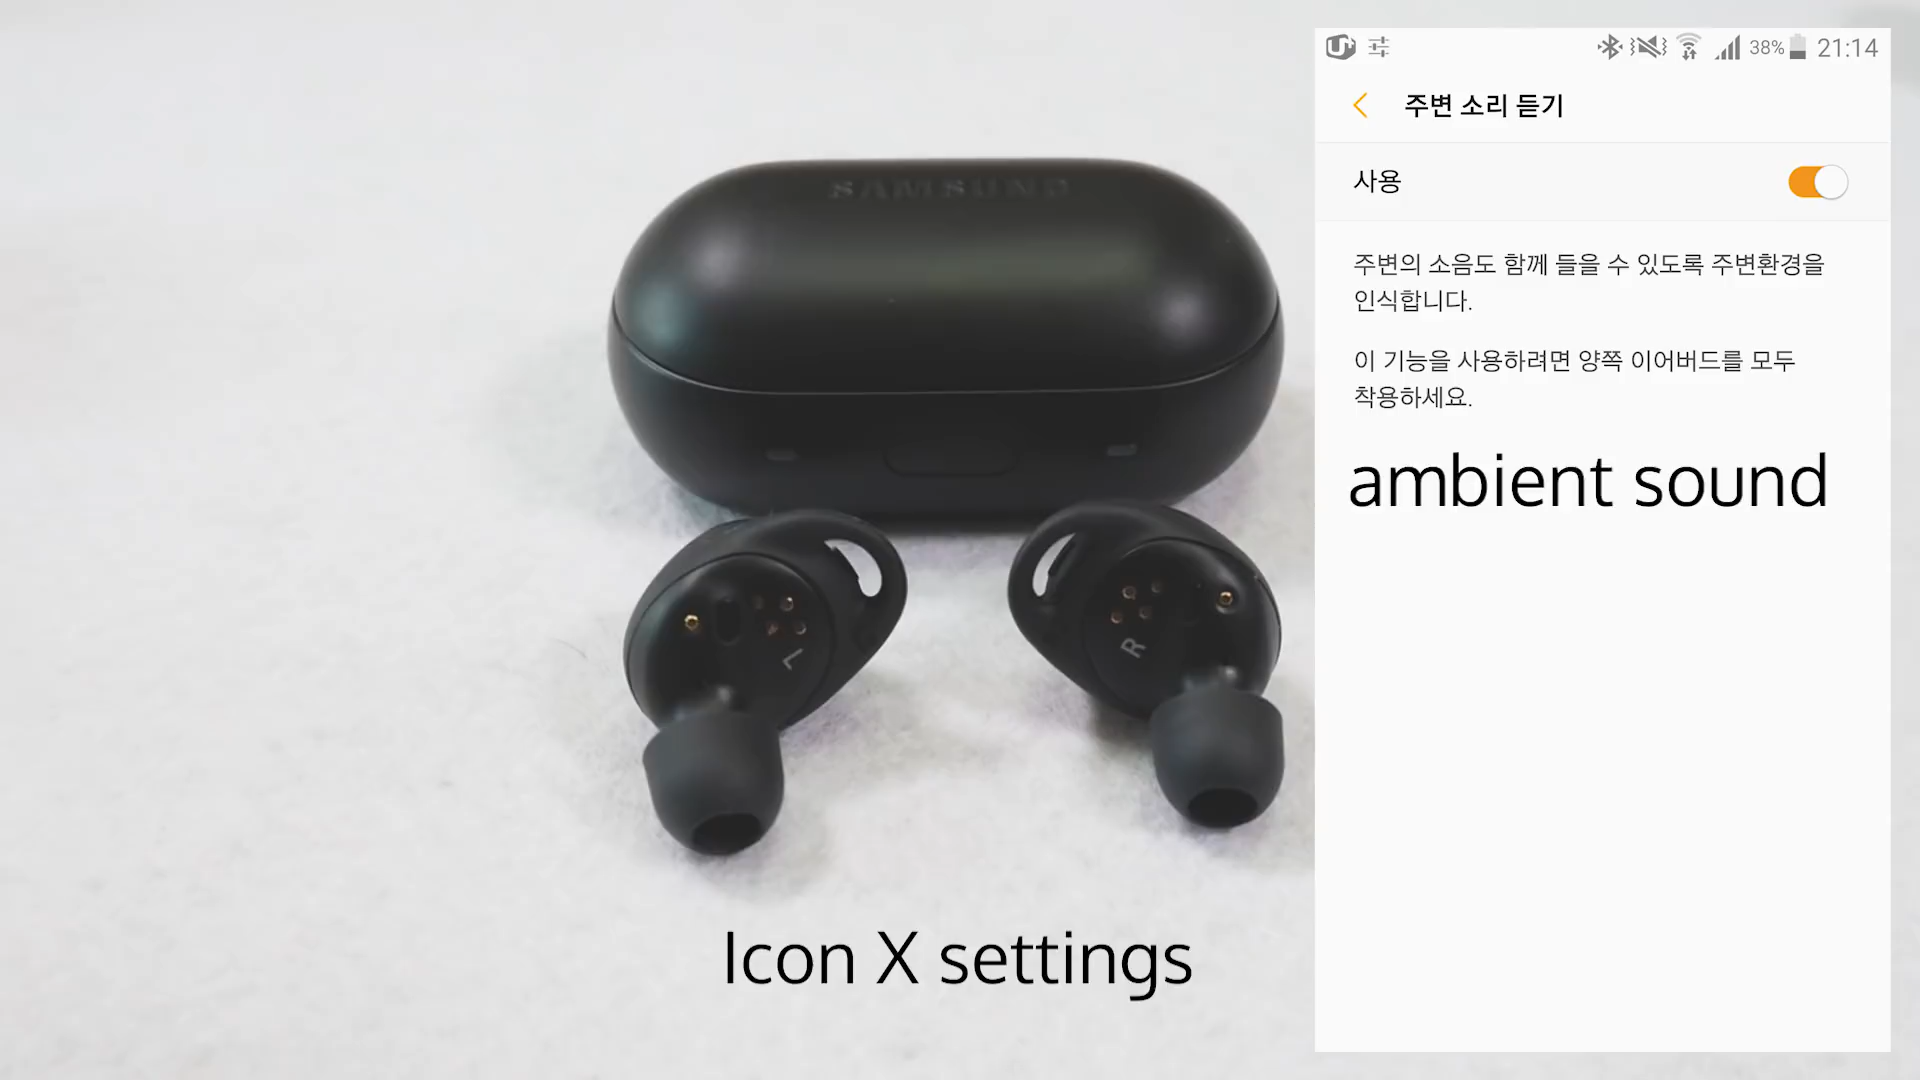 SAMSUNG
L
R
Icon X settings
38%
21:14
주변 소리 듣기
사용
주변의 소음도 함께 들을 수 있도록 주변환경을
인식합니다.
이 기능을 사용하려면 양쪽 이어버드를 모두
착용하세요.
ambient sound